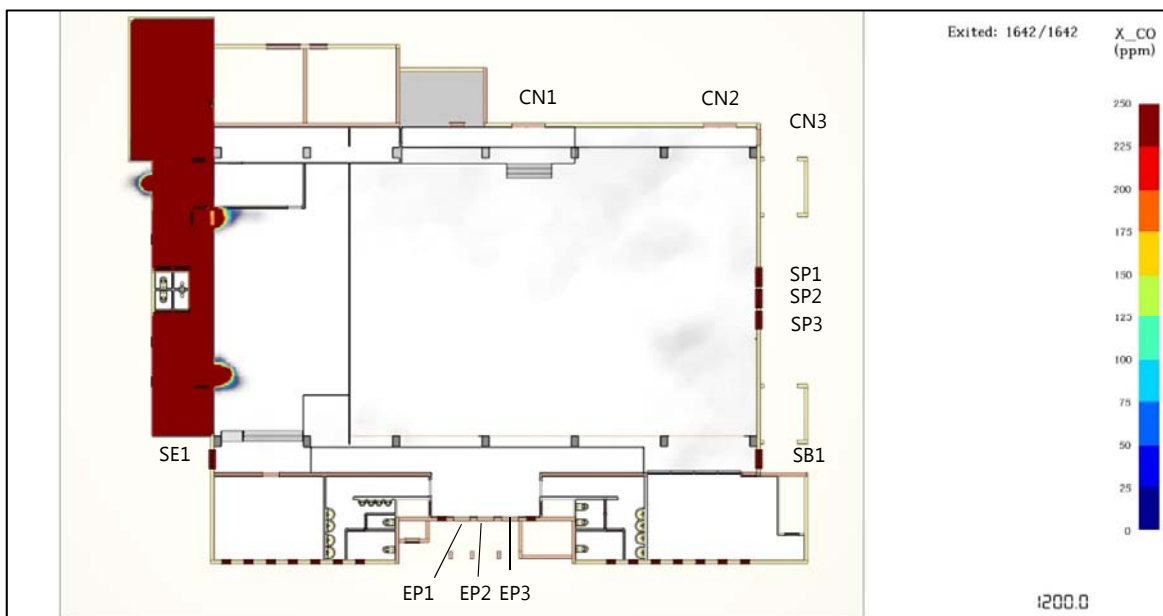 Exited: 1642/1642
X_CO
(ppm)
250
225
200
175
150
125
100
75
50
25
0
CN1
CN2
CN3
SP1
SP2
SP3
SE1
SB1
EP1
EP2
EP3
1200.0